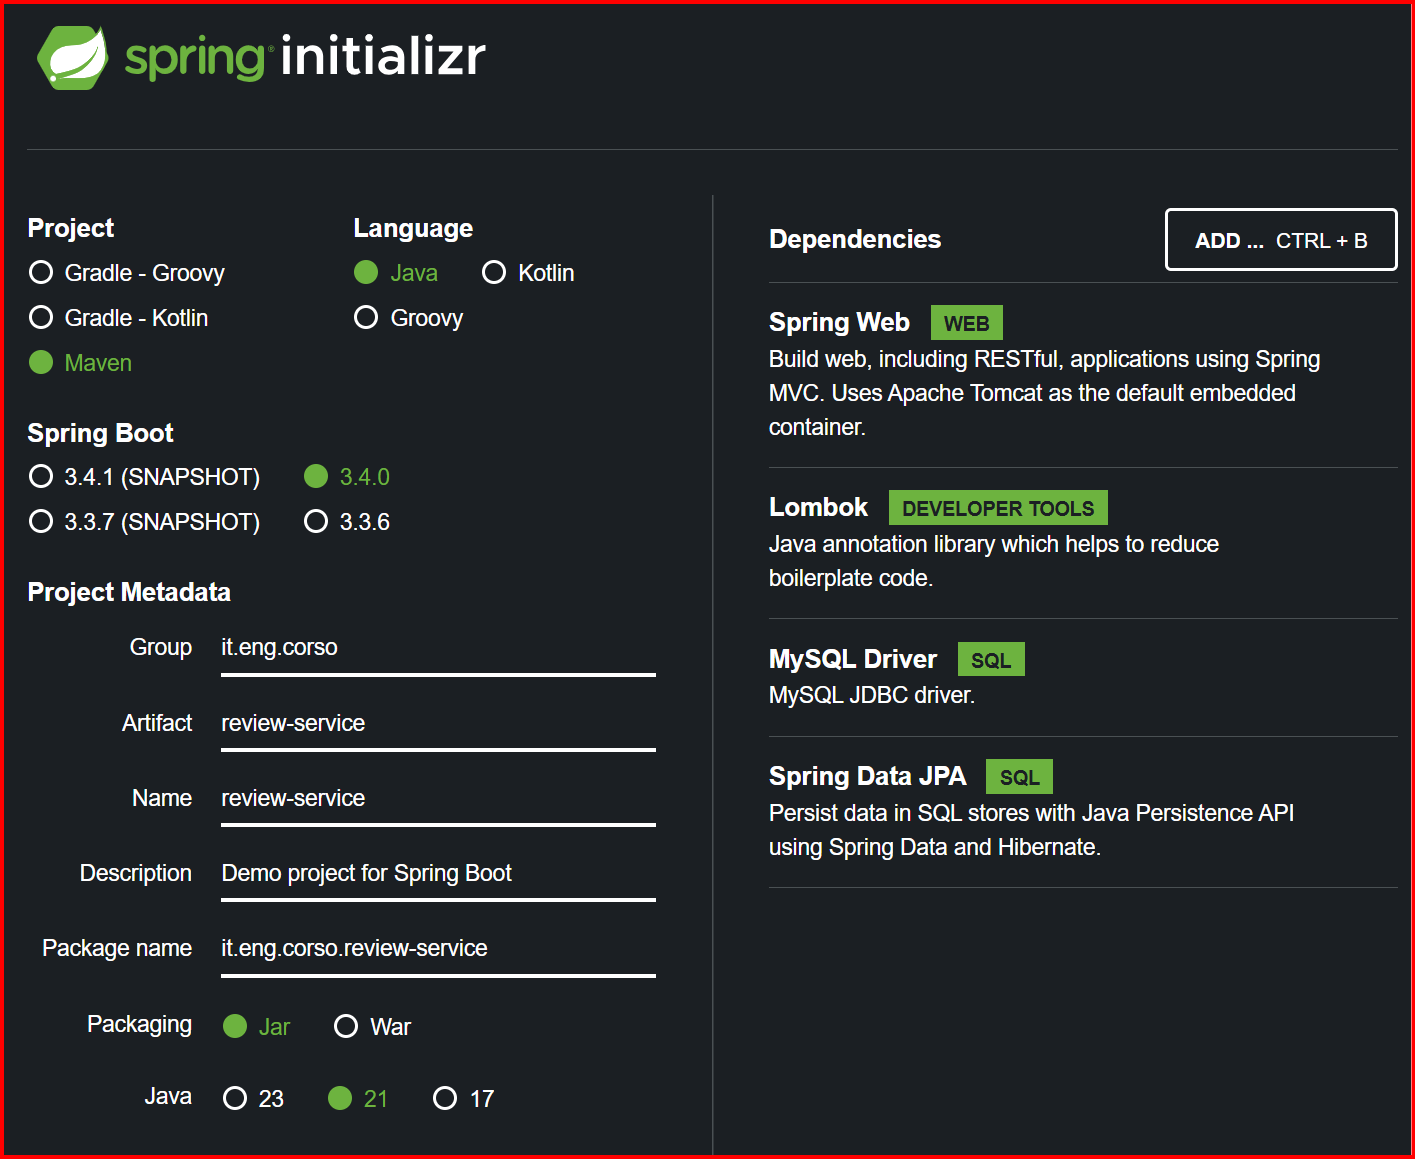 spring initializr
Project
Gradle - Groovy
Gradle - Kotlin
Maven
Language
Java Kotlin
Groovy
Spring Boot
3.4.1 (SNAPSHOT) 3.4.0
3.3.7 (SNAPSHOT) 3.3.6
Project Metadata
Group it.eng.corso
Artifact review-service
Name review-service
Description Demo project for Spring Boot
Package name it.eng.corso.review-service
Packaging Jar War
Java 23 21 17
Dependencies
ADD ... CTRL + B
Spring Web WEB
Build web, including RESTful, applications using Spring
MVC. Uses Apache Tomcat as the default embedded
container.
Lombok DEVELOPER TOOLS
Java annotation library which helps to reduce
boilerplate code.
MySQL Driver SQL
MySQL JDBC driver.
Spring Data JPA SQL
Persist data in SQL stores with Java Persistence API
using Spring Data and Hibernate.